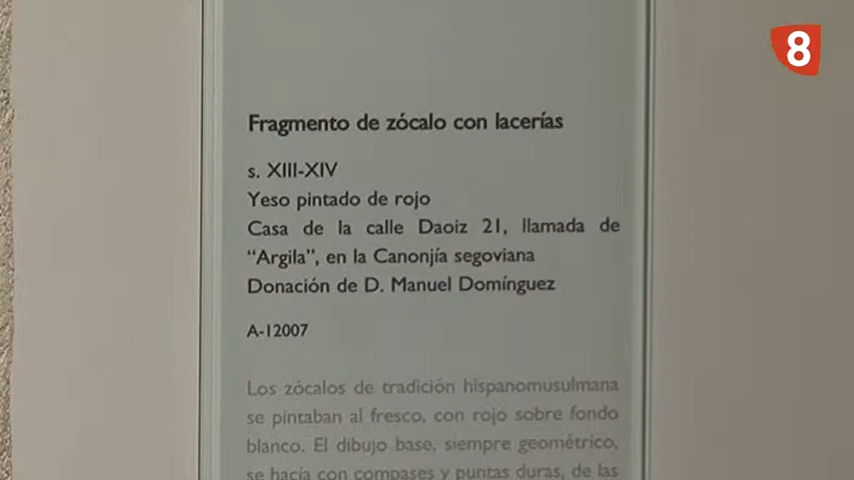 8
Fragmento de zócalo con lacerías
s. XIII-XIV
Yeso pintado de rojo
Casa de la calle Daoiz 21, llamada de
“Argila”, en la Canonjía segoviana
Donación de D. Manuel Domínguez
A-12007
Los zócalos de tradición hispanomusulmana
se pintaban al fresco, con rojo sobre fondo
blanco. El dibujo base, siempre geométrico,
se hacía con compases y puntas duras, de las